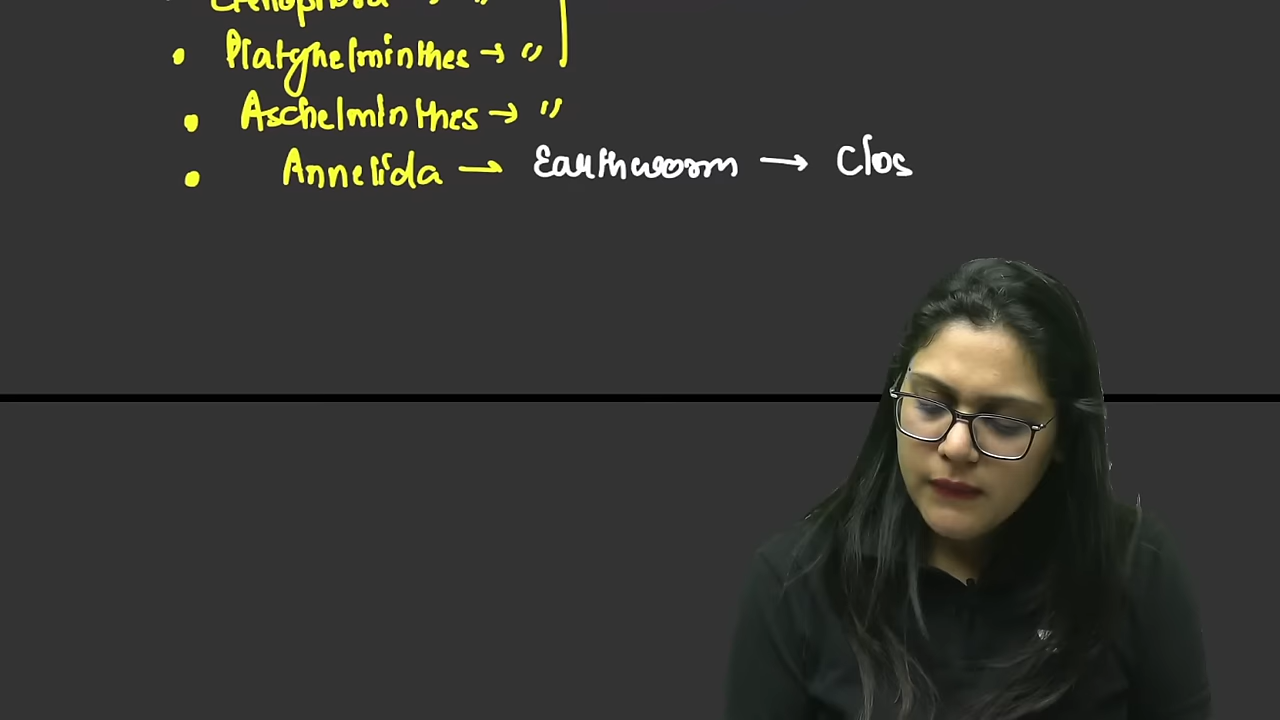 • Platyhelminthes → "
• Aschelminthes → "
• Annelida → Earthworm → Clos